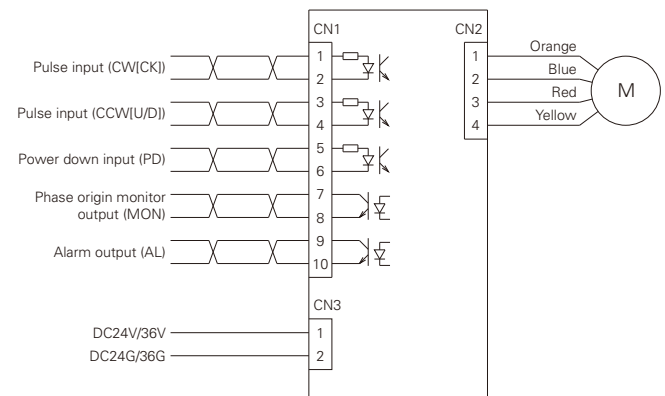 CN1
CN2
Pulse input (CW[CK])
1
2
Pulse input (CCW[U/D])
3
4
Power down input (PD)
5
6
Phase origin monitor
output (MON)
7
8
Alarm output (AL)
9
10
1
Orange
2
Blue
3
Red
4
Yellow
M
CN3
DC24V/36V
1
DC24G/36G
2